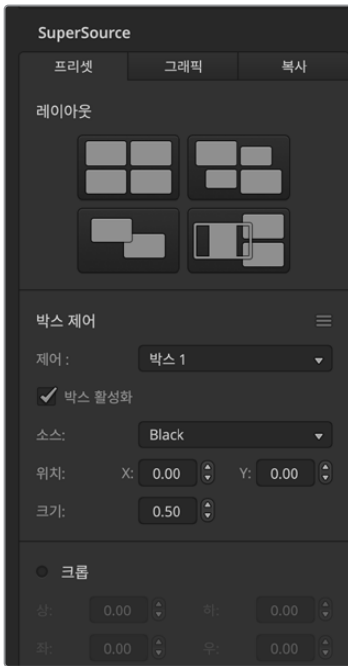 SuperSource
프리셋 그래픽 복사
레이아웃
박스 제어
제어 : 박스 1
박스 활성화
소스: Black
위치: X: 0.00 Y: 0.00
크기: 0.50
크롭
상: 0.00 하: 0.00
좌: 0.00 우: 0.00